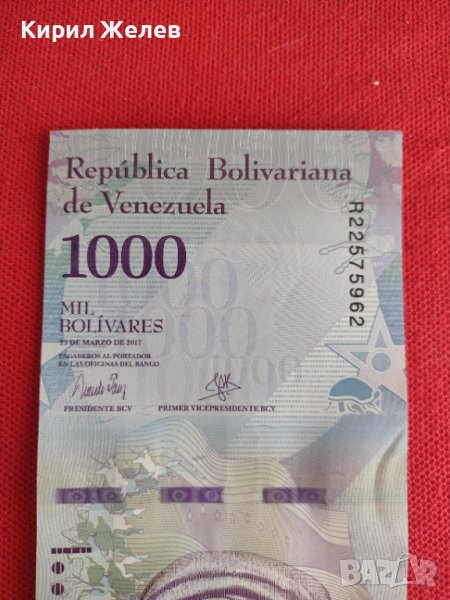 Кирил Желев
República Bolivariana
de Venezuela
1000
MIL
BOLÍVARES
23 DE MARZO DE 2017
PAGADEROS AL PORTADOR
EN LAS OFICINAS DEL BANCO
PRESIDENTE BCV
PRIMER VICEPRESIDENTE BCV
R22575962
BAZAR